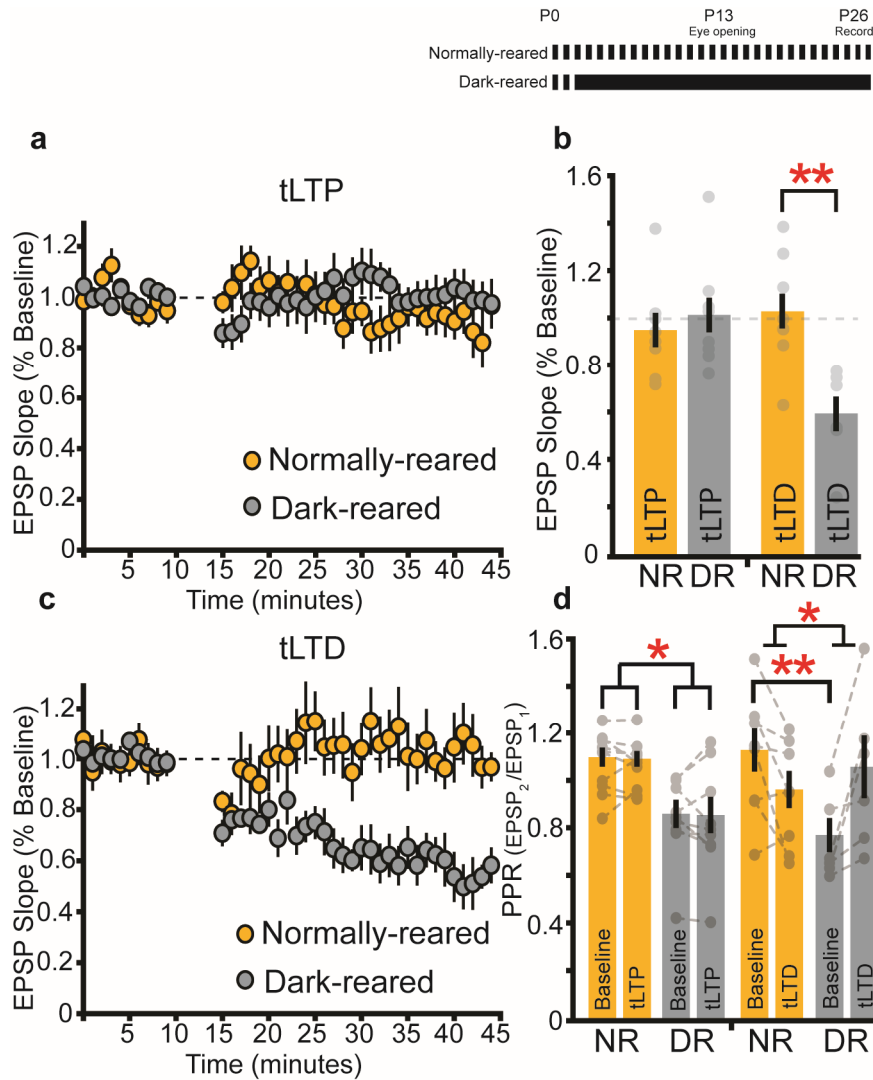 P0 P13 P26
Eye opening Record
Normally-reared
Dark-reared
a
tLTP
EPSP Slope (% Baseline)
1.2
1.0
0.8
0.6
0.4
0.2
0
Normally-reared
Dark-reared
5 10 15 20 25 30 35 40 45
Time (minutes)
b
**
EPSP Slope (% Baseline)
1.6
1.2
0.8
0.4
0
tLTP tLTP tLTD tLTD
NR DR NR DR
c
tLTD
EPSP Slope (% Baseline)
1.2
1.0
0.8
0.6
0.4
0.2
0
Normally-reared
Dark-reared
5 10 15 20 25 30 35 40 45
Time (minutes)
d
*
*
**
PPR (EPSP₂/EPSP₁)
1.6
1.2
0.8
0.4
0
Baseline tLTP Baseline tLTP Baseline tLTD Baseline tLTD
NR DR NR DR